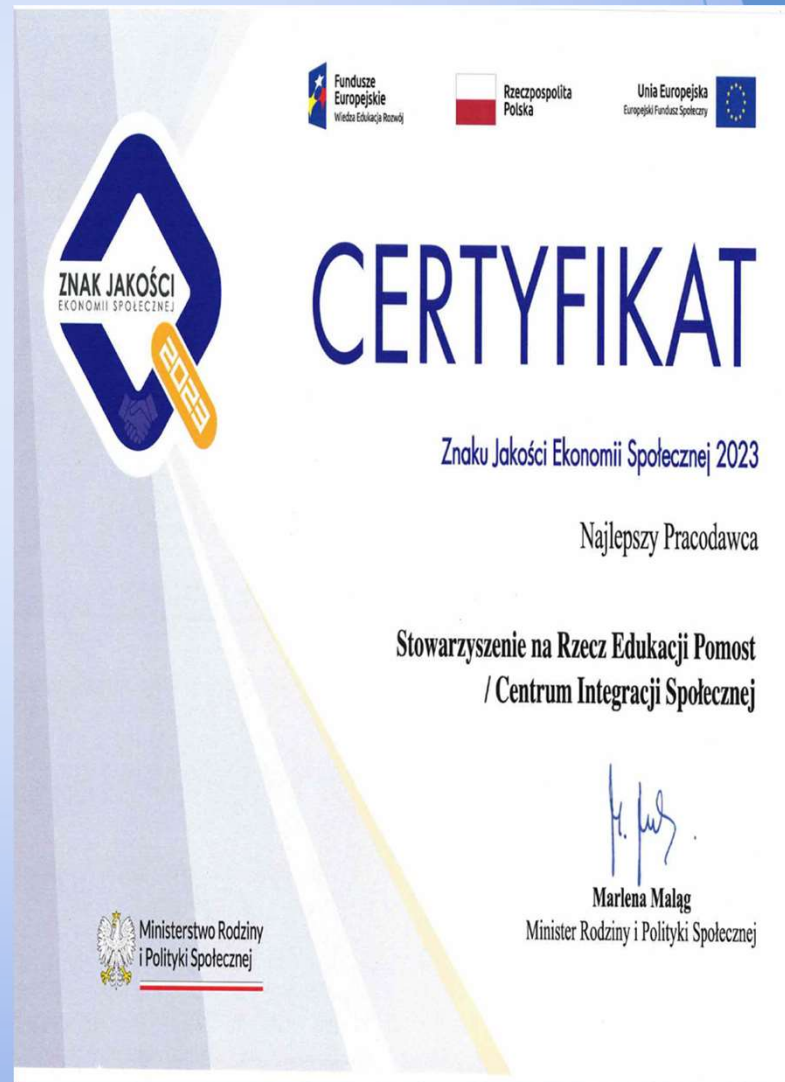 Fundusze
Europejskie
Wiedza Edukacja Rozwój
Rzeczpospolita
Polska
Unia Europejska
Europejski Fundusz Społeczny
ZNAK JAKOŚCI
EKONOMII SPOŁECZNEJ
2023
CERTYFIKAT
Znaku Jakości Ekonomii Społecznej 2023
Najlepszy Pracodawca
Stowarzyszenie na Rzecz Edukacji Pomost
/ Centrum Integracji Społecznej
Marlena Maląg
Minister Rodziny i Polityki Społecznej
Ministerstwo Rodziny
i Polityki Społecznej